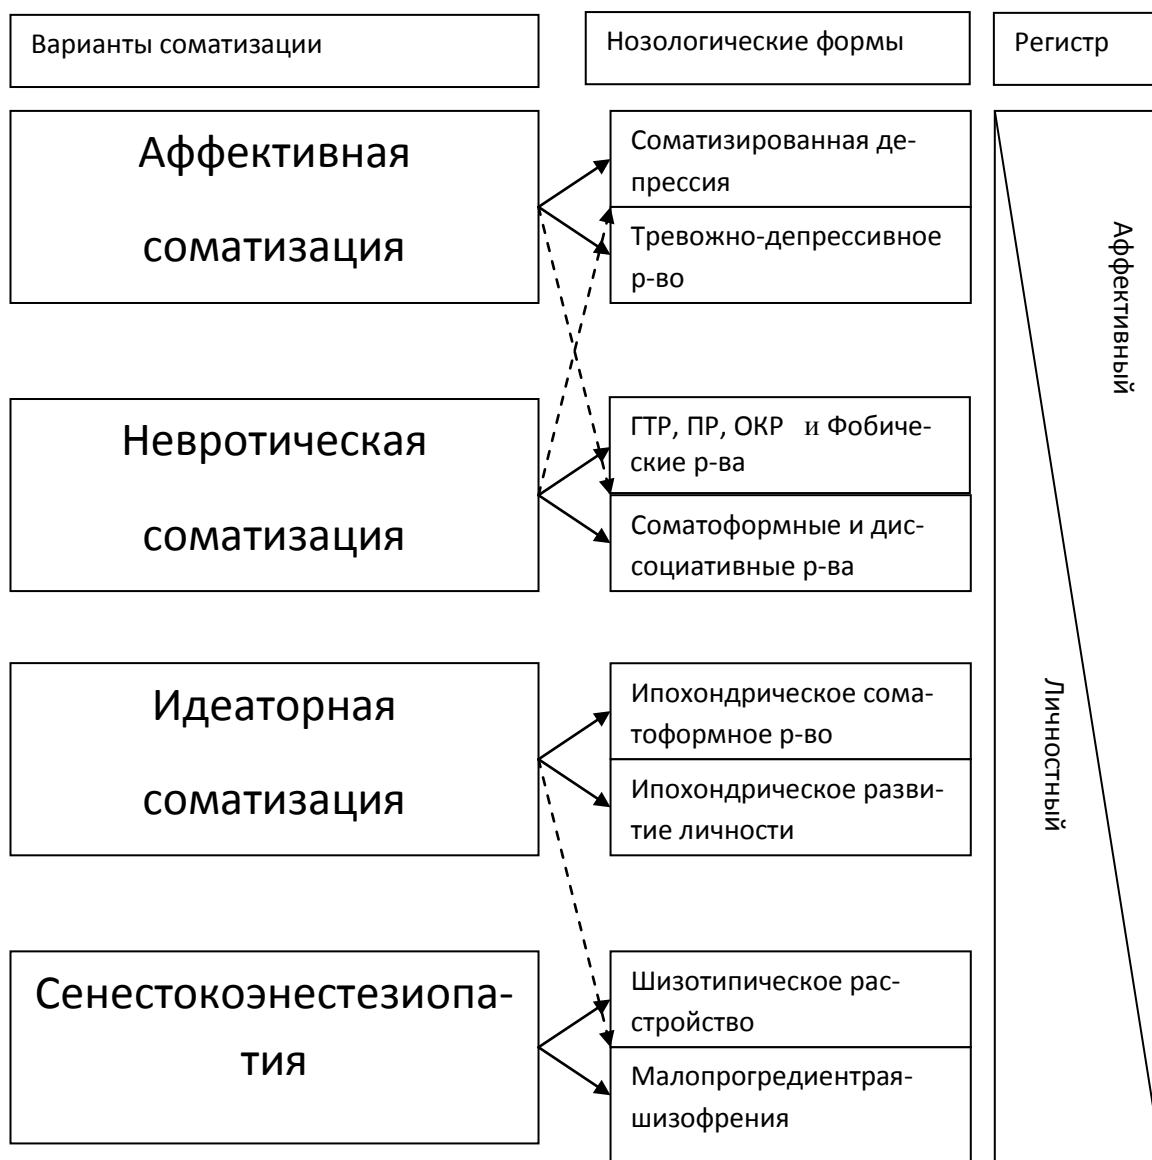 Варианты соматизации
Нозологические формы
Регистр
Аффективная
соматизация
Соматизированная де-
прессия
Тревожно-депрессивное
р-во
Аффективный
Невротическая
соматизация
ГТР, ПР, ОКР и Фобиче-
ские р-ва
Соматоформные и дис-
социативные р-ва
Идеаторная
соматизация
Ипохондрическое сома-
тоформное р-во
Ипохондрическое разви-
тие личности
Личностный
Сенестокоэнестезиопа-
тия
Шизотипическое рас-
стройство
Малопрогредиентрая-
шизофрения